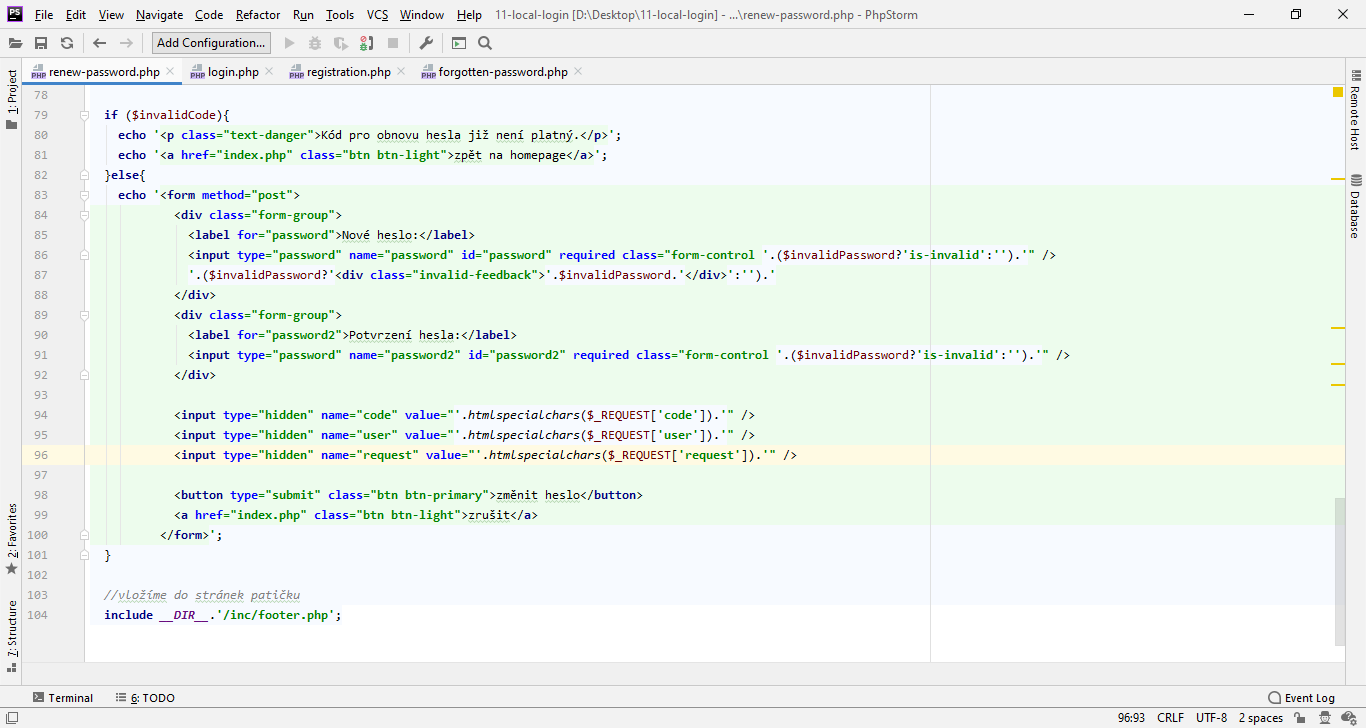 PS File Edit View Navigate Code Refactor Run Tools VCS Window Help 11-local-login [D:\Desktop\11-local-login] - ...\renew-password.php - PhpStorm
Add Configuration...
PHP renew-password.php PHP login.php PHP registration.php PHP forgotten-password.php
1: Project
2: Favorites
7: Structure
78
79 if ($invalidCode){
80 echo '<p class="text-danger">Kód pro obnovu hesla již není platný.</p>';
81 echo '<a href="index.php" class="btn btn-light">zpět na homepage</a>';
82 }else{
83 echo '<form method="post">
84 <div class="form-group">
85 <label for="password">Nové heslo:</label>
86 <input type="password" name="password" id="password" required class="form-control '.($invalidPassword?'is-invalid':'').'" />
87 '.($invalidPassword?'<div class="invalid-feedback">'.$invalidPassword.'</div>':'').'
88 </div>
89 <div class="form-group">
90 <label for="password2">Potvrzení hesla:</label>
91 <input type="password" name="password2" id="password2" required class="form-control '.($invalidPassword?'is-invalid':'').'" />
92 </div>
93
94 <input type="hidden" name="code" value="'.htmlspecialchars($_REQUEST['code']).'" />
95 <input type="hidden" name="user" value="'.htmlspecialchars($_REQUEST['user']).'" />
96 <input type="hidden" name="request" value="'.htmlspecialchars($_REQUEST['request']).'" />
97
98 <button type="submit" class="btn btn-primary">změnit heslo</button>
99 <a href="index.php" class="btn btn-light">zrušit</a>
100 </form>';
101 }
102
103 //vložíme do stránek patičku
104 include __DIR__.'/inc/footer.php';
Remote Host
Database
Terminal 6: TODO Event Log
96:93 CRLF UTF-8 2 spaces